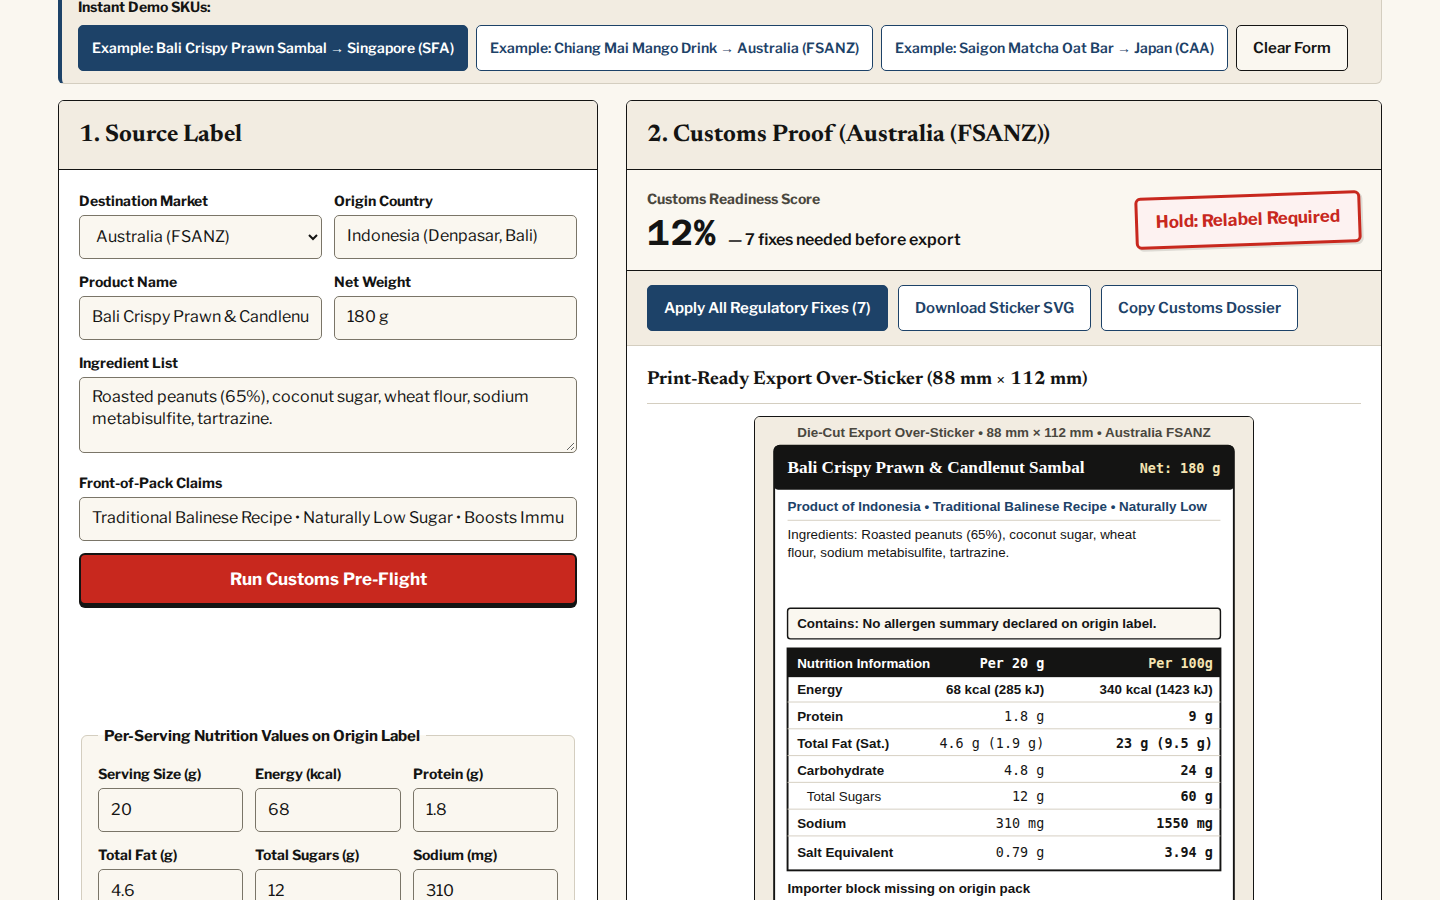 Instant Demo SKUs:
Example: Bali Crispy Prawn Sambal → Singapore (SFA)
Example: Chiang Mai Mango Drink → Australia (FSANZ)
Example: Saigon Matcha Oat Bar → Japan (CAA)
Clear Form
1. Source Label
Destination Market
Origin Country
Australia (FSANZ)
Indonesia (Denpasar, Bali)
Product Name
Net Weight
Bali Crispy Prawn & Candlenu
180 g
Ingredient List
Roasted peanuts (65%), coconut sugar, wheat flour, sodium
metabisulfite, tartrazine.
Front-of-Pack Claims
Traditional Balinese Recipe • Naturally Low Sugar • Boosts Immu
Run Customs Pre-Flight
Per-Serving Nutrition Values on Origin Label
Serving Size (g)
Energy (kcal)
Protein (g)
20
68
1.8
Total Fat (g)
Total Sugars (g)
Sodium (mg)
4.6
12
310
2. Customs Proof (Australia (FSANZ))
Customs Readiness Score
12% — 7 fixes needed before export
Hold: Relabel Required
Apply All Regulatory Fixes (7)
Download Sticker SVG
Copy Customs Dossier
Print-Ready Export Over-Sticker (88 mm × 112 mm)
Die-Cut Export Over-Sticker • 88 mm × 112 mm • Australia FSANZ
Bali Crispy Prawn & Candlenut Sambal
Net: 180 g
Product of Indonesia • Traditional Balinese Recipe • Naturally Low
Ingredients: Roasted peanuts (65%), coconut sugar, wheat
flour, sodium metabisulfite, tartrazine.
Contains: No allergen summary declared on origin label.
Nutrition Information Per 20 g Per 100g
Energy 68 kcal (285 kJ) 340 kcal (1423 kJ)
Protein 1.8 g 9 g
Total Fat (Sat.) 4.6 g (1.9 g) 23 g (9.5 g)
Carbohydrate 4.8 g 24 g
Total Sugars 12 g 60 g
Sodium 310 mg 1550 mg
Salt Equivalent 0.79 g 3.94 g
Importer block missing on origin pack